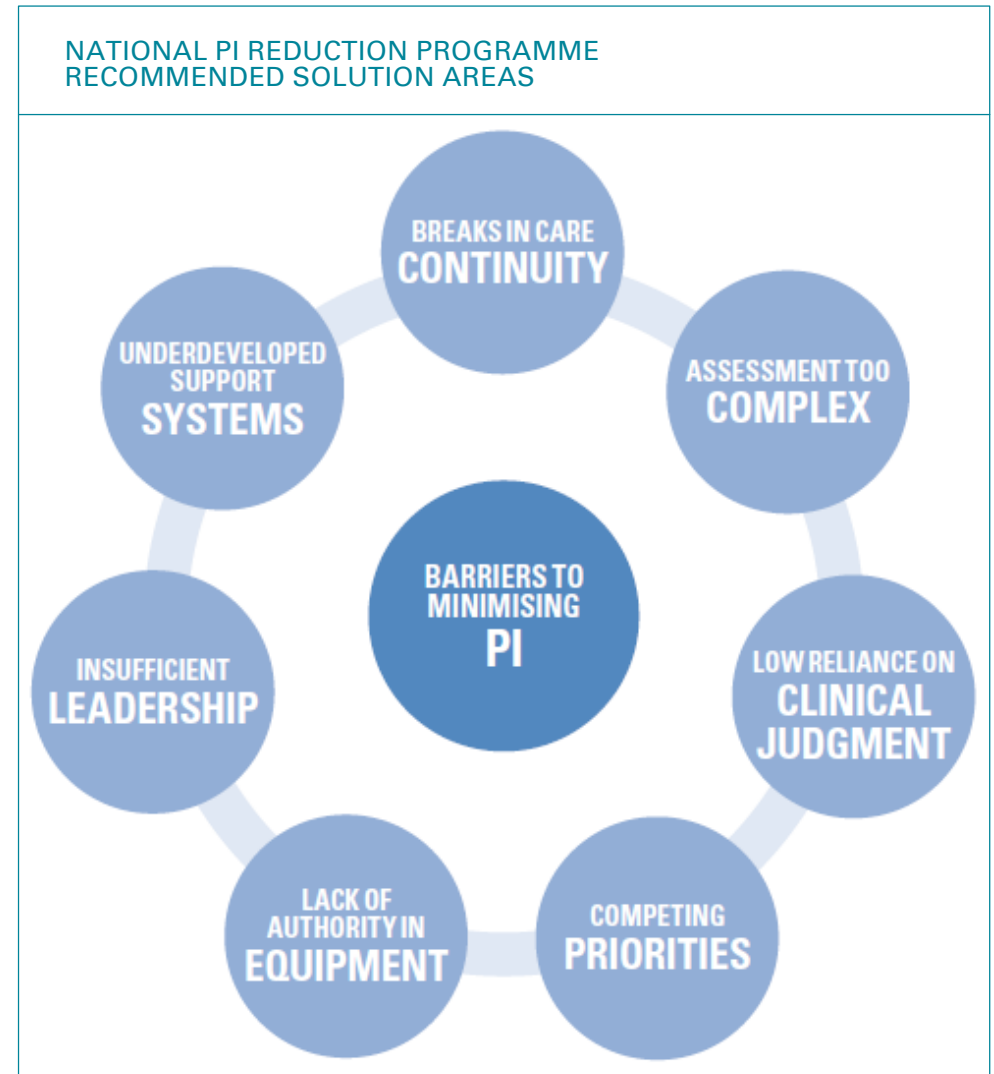 NATIONAL PI REDUCTION PROGRAMME
RECOMMENDED SOLUTION AREAS
BREAKS IN CARE
CONTINUITY
ASSESSMENT TOO
COMPLEX
LOW RELIANCE ON
CLINICAL
JUDGMENT
COMPETING
PRIORITIES
LACK OF
AUTHORITY IN
EQUIPMENT
INSUFFICIENT
LEADERSHIP
UNDERDEVELOPED
SUPPORT
SYSTEMS
BARRIERS TO
MINIMISING
PI